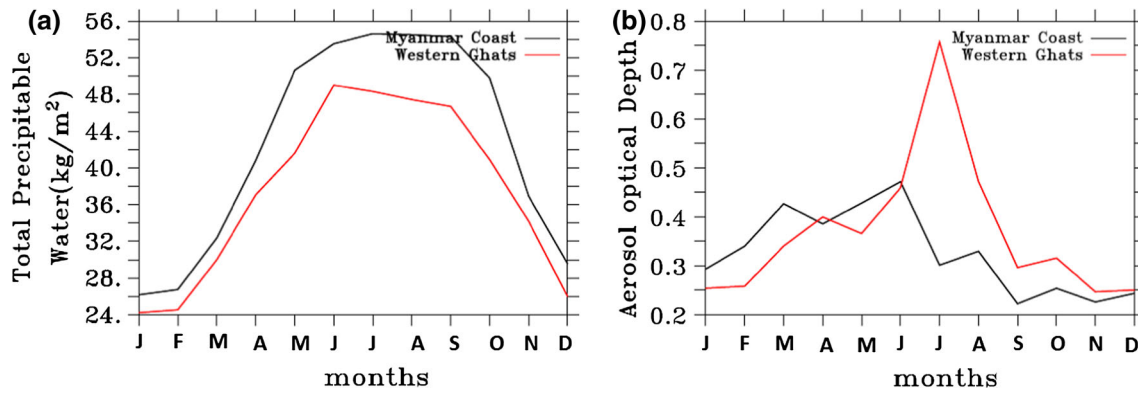 (a)
Total Precipitable
Water(kg/m²)
56.
52.
48.
44.
40.
36.
32.
28.
24.
Myanmar Coast
Western Ghats
J F M A M J J A S O N D
months
(b)
Aerosol optical Depth
0.8
0.7
0.6
0.5
0.4
0.3
0.2
Myanmar Coast
Western Ghats
J F M A M J J A S O N D
months